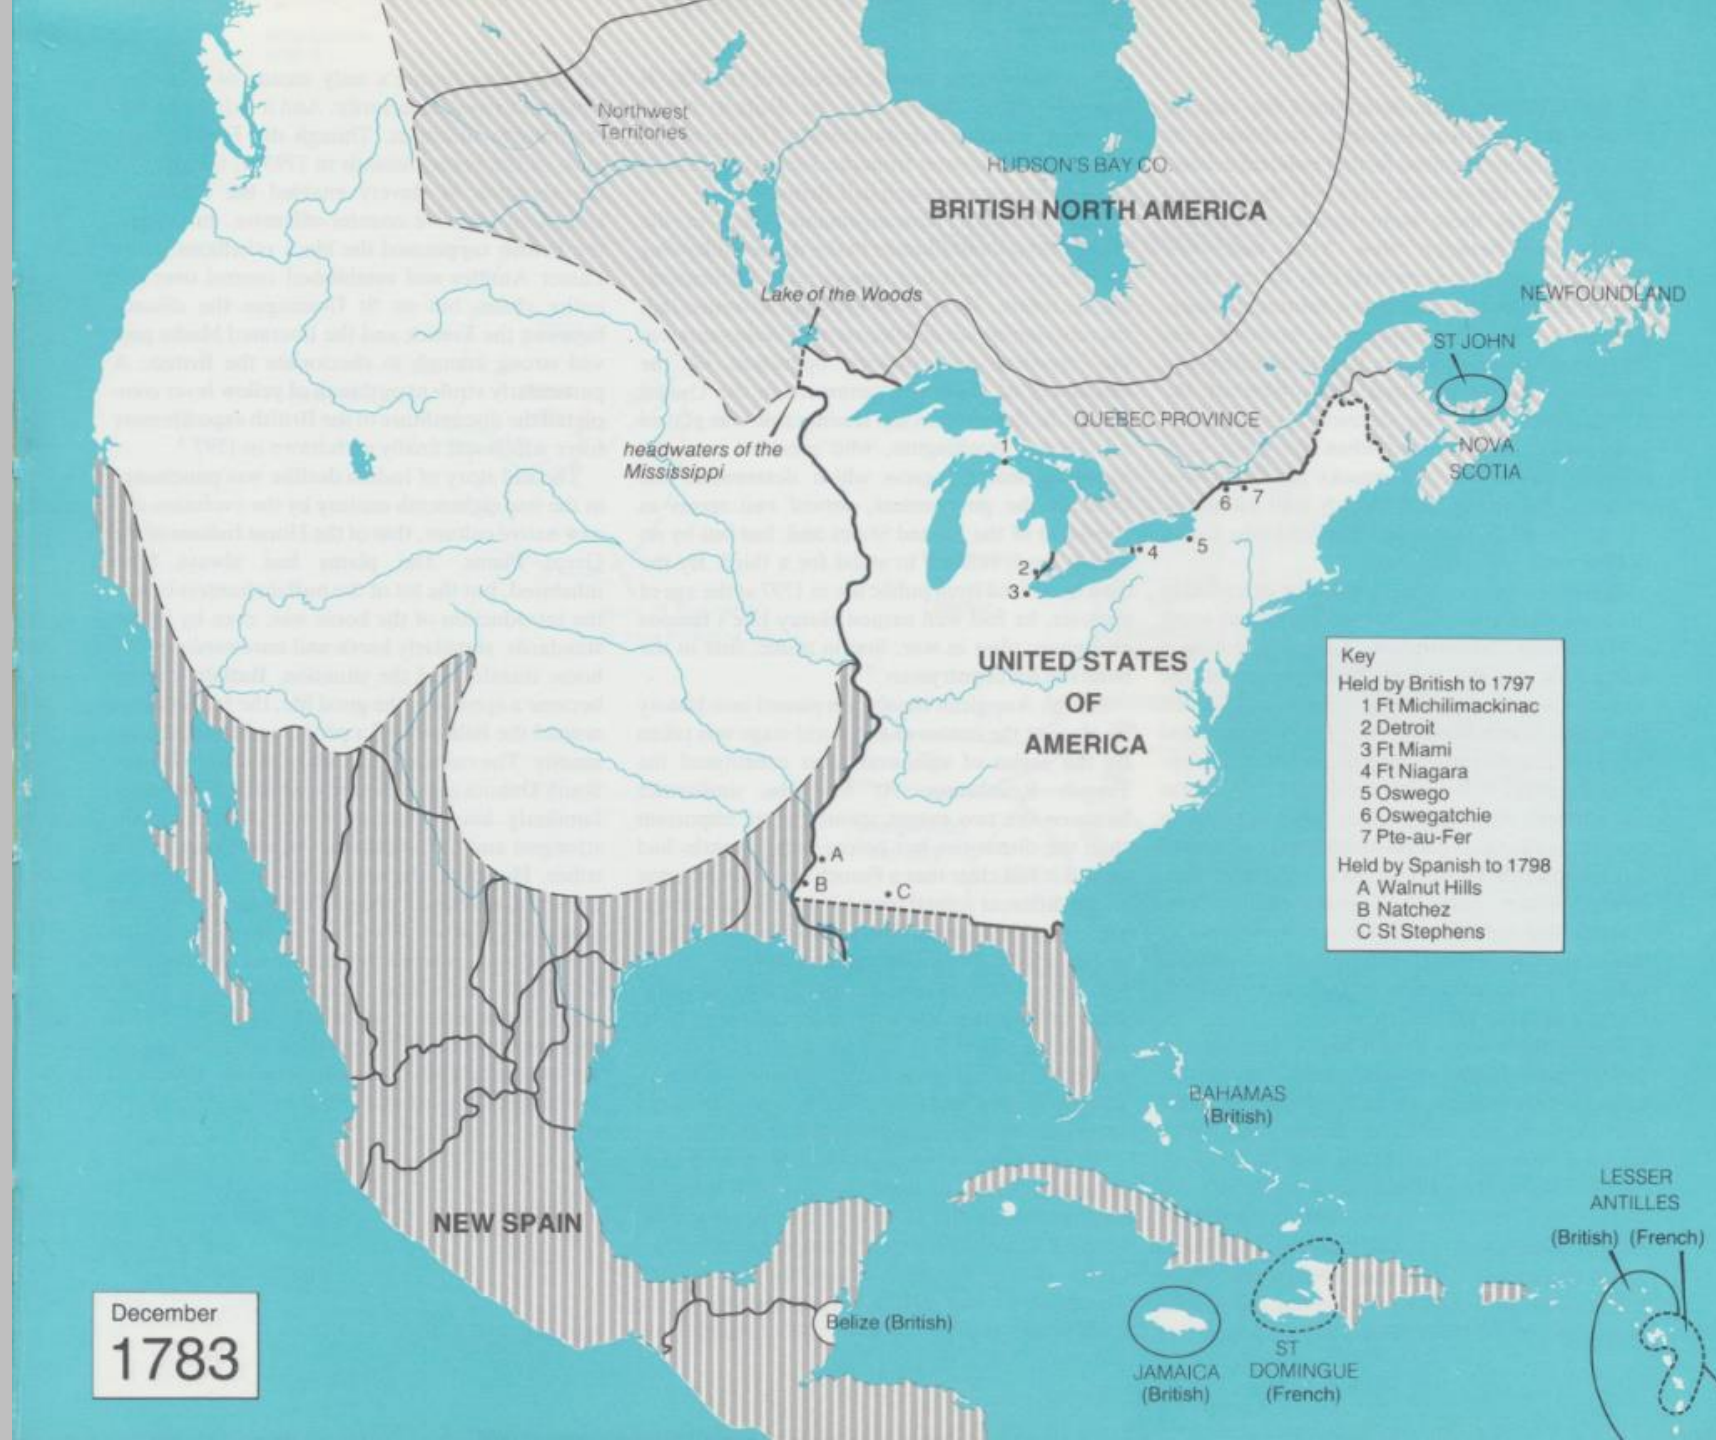 Northwest
Territories
HUDSON'S BAY CO.
BRITISH NORTH AMERICA
Lake of the Woods
NEWFOUNDLAND
ST JOHN
QUEBEC PROVINCE
headwaters of the
Mississippi
NOVA
SCOTIA
1
6
7
5
4
2
3
UNITED STATES
OF
AMERICA
Key
Held by British to 1797
1 Ft Michilimackinac
2 Detroit
3 Ft Miami
4 Ft Niagara
5 Oswego
6 Oswegatchie
7 Pte-au-Fer
Held by Spanish to 1798
A Walnut Hills
B Natchez
C St Stephens
A
B
C
BAHAMAS
(British)
LESSER
ANTILLES
(British) (French)
NEW SPAIN
Belize (British)
JAMAICA
(British)
ST
DOMINGUE
(French)
December
1783